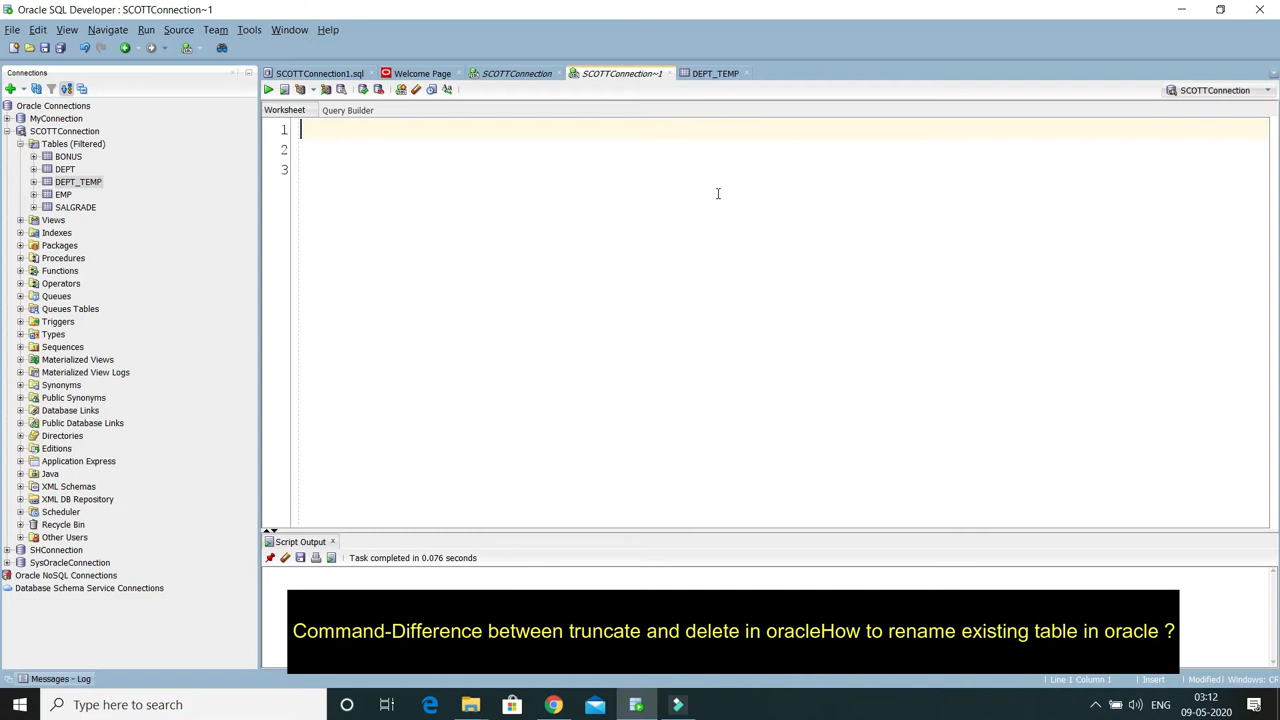 Oracle SQL Developer : SCOTTConnection~1
File Edit View Navigate Run Source Team Tools Window Help
Connections
SCOTTConnection1.sql Welcome Page SCOTTConnection SCOTTConnection~1 DEPT_TEMP
SCOTTConnection
Worksheet Query Builder
1
2
3
Oracle Connections
MyConnection
SCOTTConnection
Tables (Filtered)
BONUS
DEPT
DEPT_TEMP
EMP
SALGRADE
Views
Indexes
Packages
Procedures
Functions
Operators
Queues
Queues Tables
Triggers
Types
Sequences
Materialized Views
Materialized View Logs
Synonyms
Public Synonyms
Database Links
Public Database Links
Directories
Editions
Application Express
Java
XML Schemas
XML DB Repository
Scheduler
Recycle Bin
Other Users
SHConnection
SysOracleConnection
Oracle NoSQL Connections
Database Schema Service Connections
Script Output
Task completed in 0.076 seconds
Command-Difference between truncate and delete in oracleHow to rename existing table in oracle ?
Messages - Log
Line 1 Column 1 Insert Modified Windows: CR
Type here to search
ENG
03:12
09-05-2020